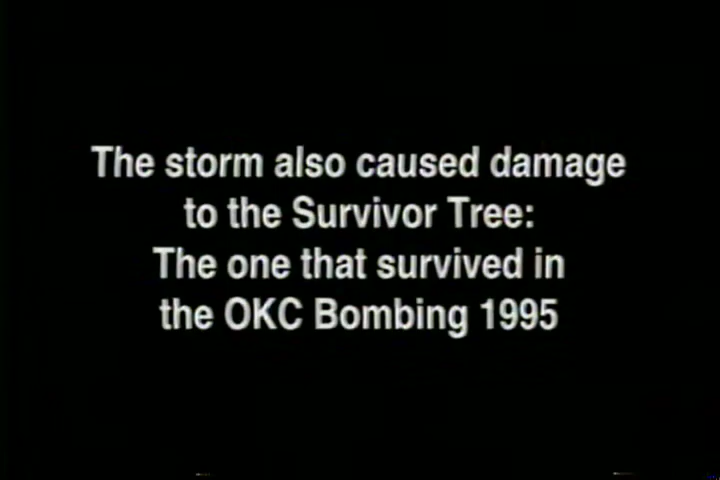 The storm also caused damage
to the Survivor Tree:
The one that survived in
the OKC Bombing 1995